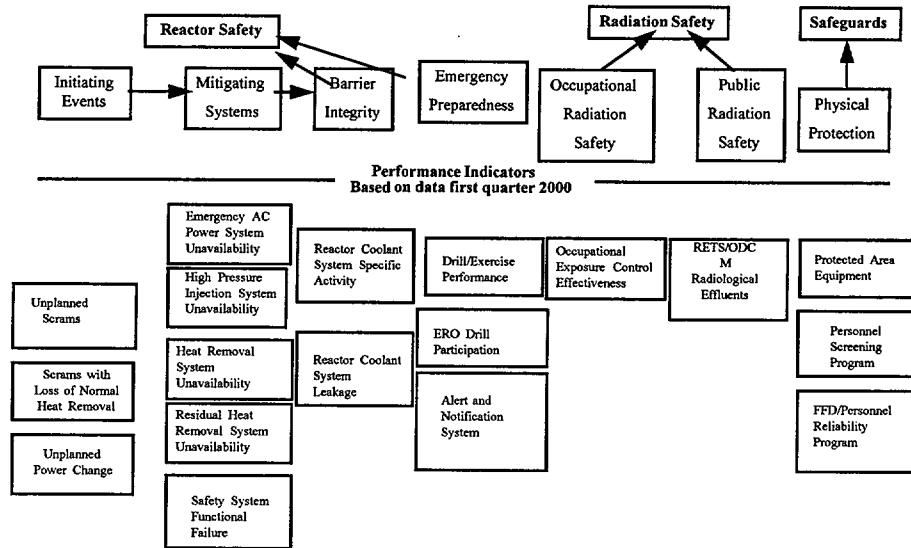 Reactor Safety
Radiation Safety
Safeguards
Initiating
Events
Mitigating
Systems
Barrier
Integrity
Emergency
Preparedness
Occupational
Radiation
Safety
Public
Radiation
Safety
Physical
Protection
Performance Indicators
Based on data first quarter 2000
Unplanned
Scrams
Scrams with
Loss of Normal
Heat Removal
Unplanned
Power Change
Emergency AC
Power System
Unavailability
High Pressure
Injection System
Unavailability
Heat Removal
System
Unavailability
Residual Heat
Removal System
Unavailability
Safety System
Functional
Failure
Reactor Coolant
System Specific
Activity
Reactor Coolant
System
Leakage
Drill/Exercise
Performance
ERO Drill
Participation
Alert and
Notification
System
Occupational
Exposure Control
Effectiveness
RETS/ODC
M
Radiological
Effluents
Protected Area
Equipment
Personnel
Screening
Program
FFD/Personnel
Reliability
Program